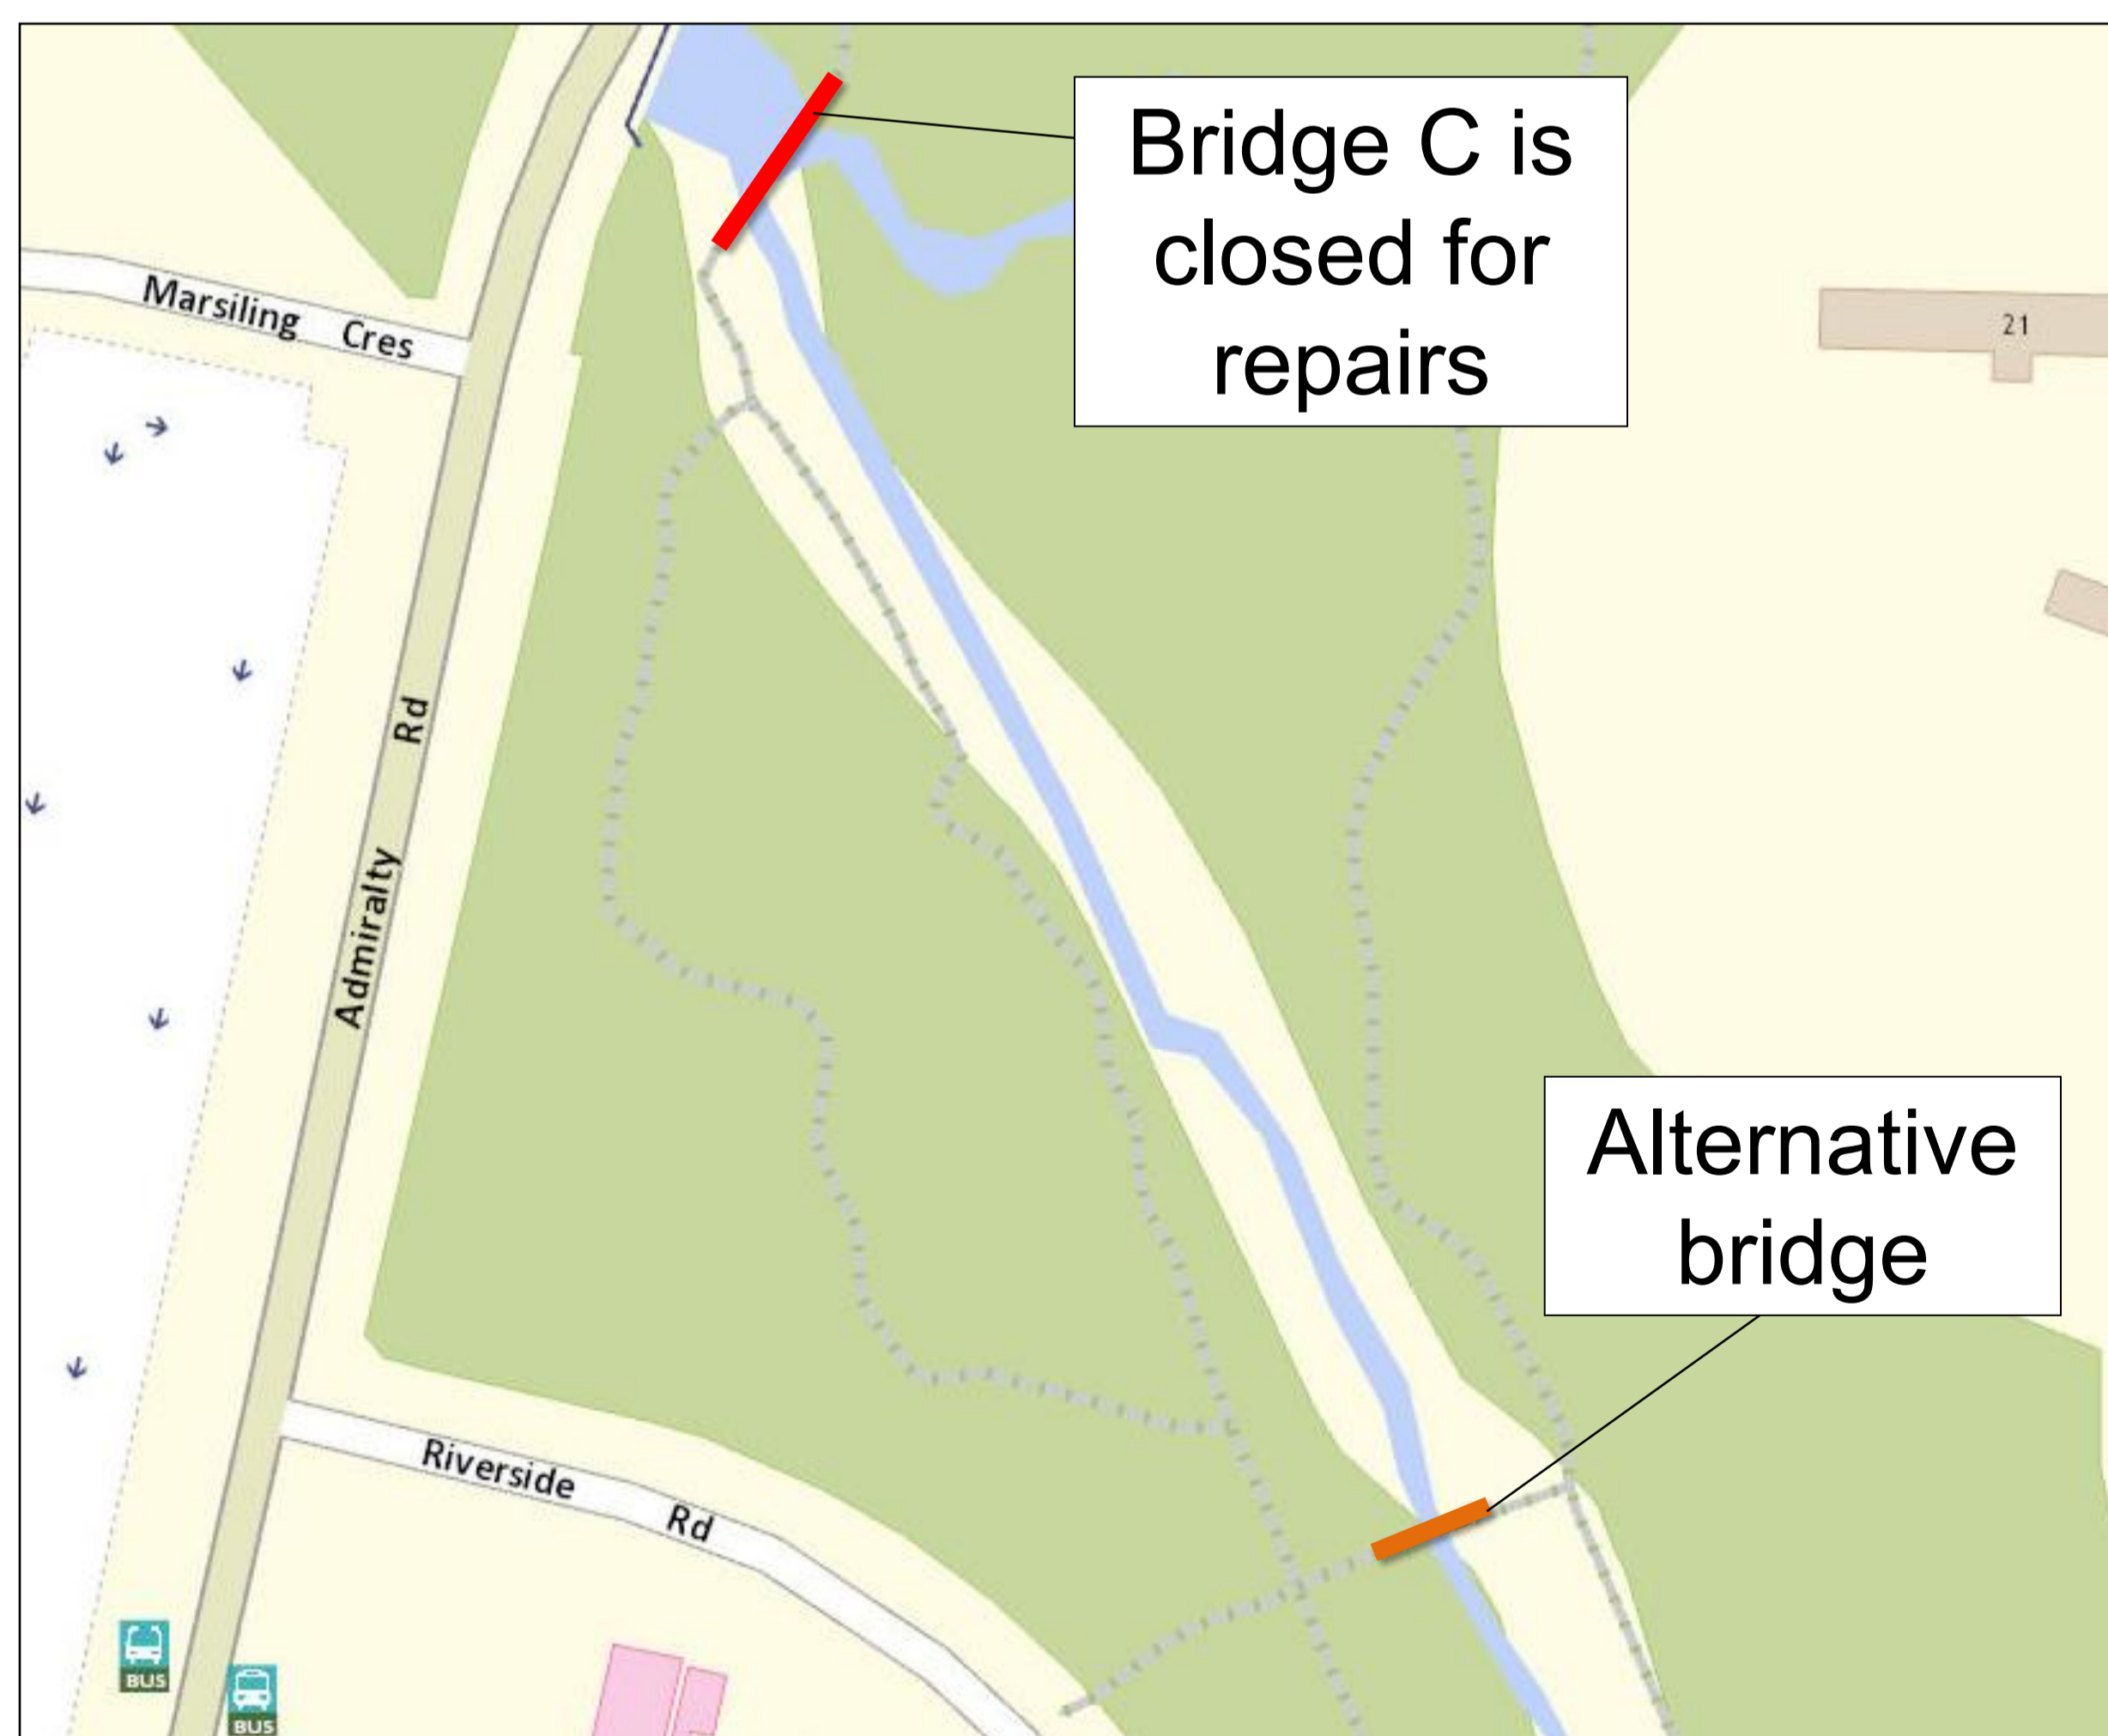 Bridge C is
closed for
repairs
Marsiling Cres
21
Admiralty Rd
Alternative
bridge
Riverside Rd
BUS
BUS